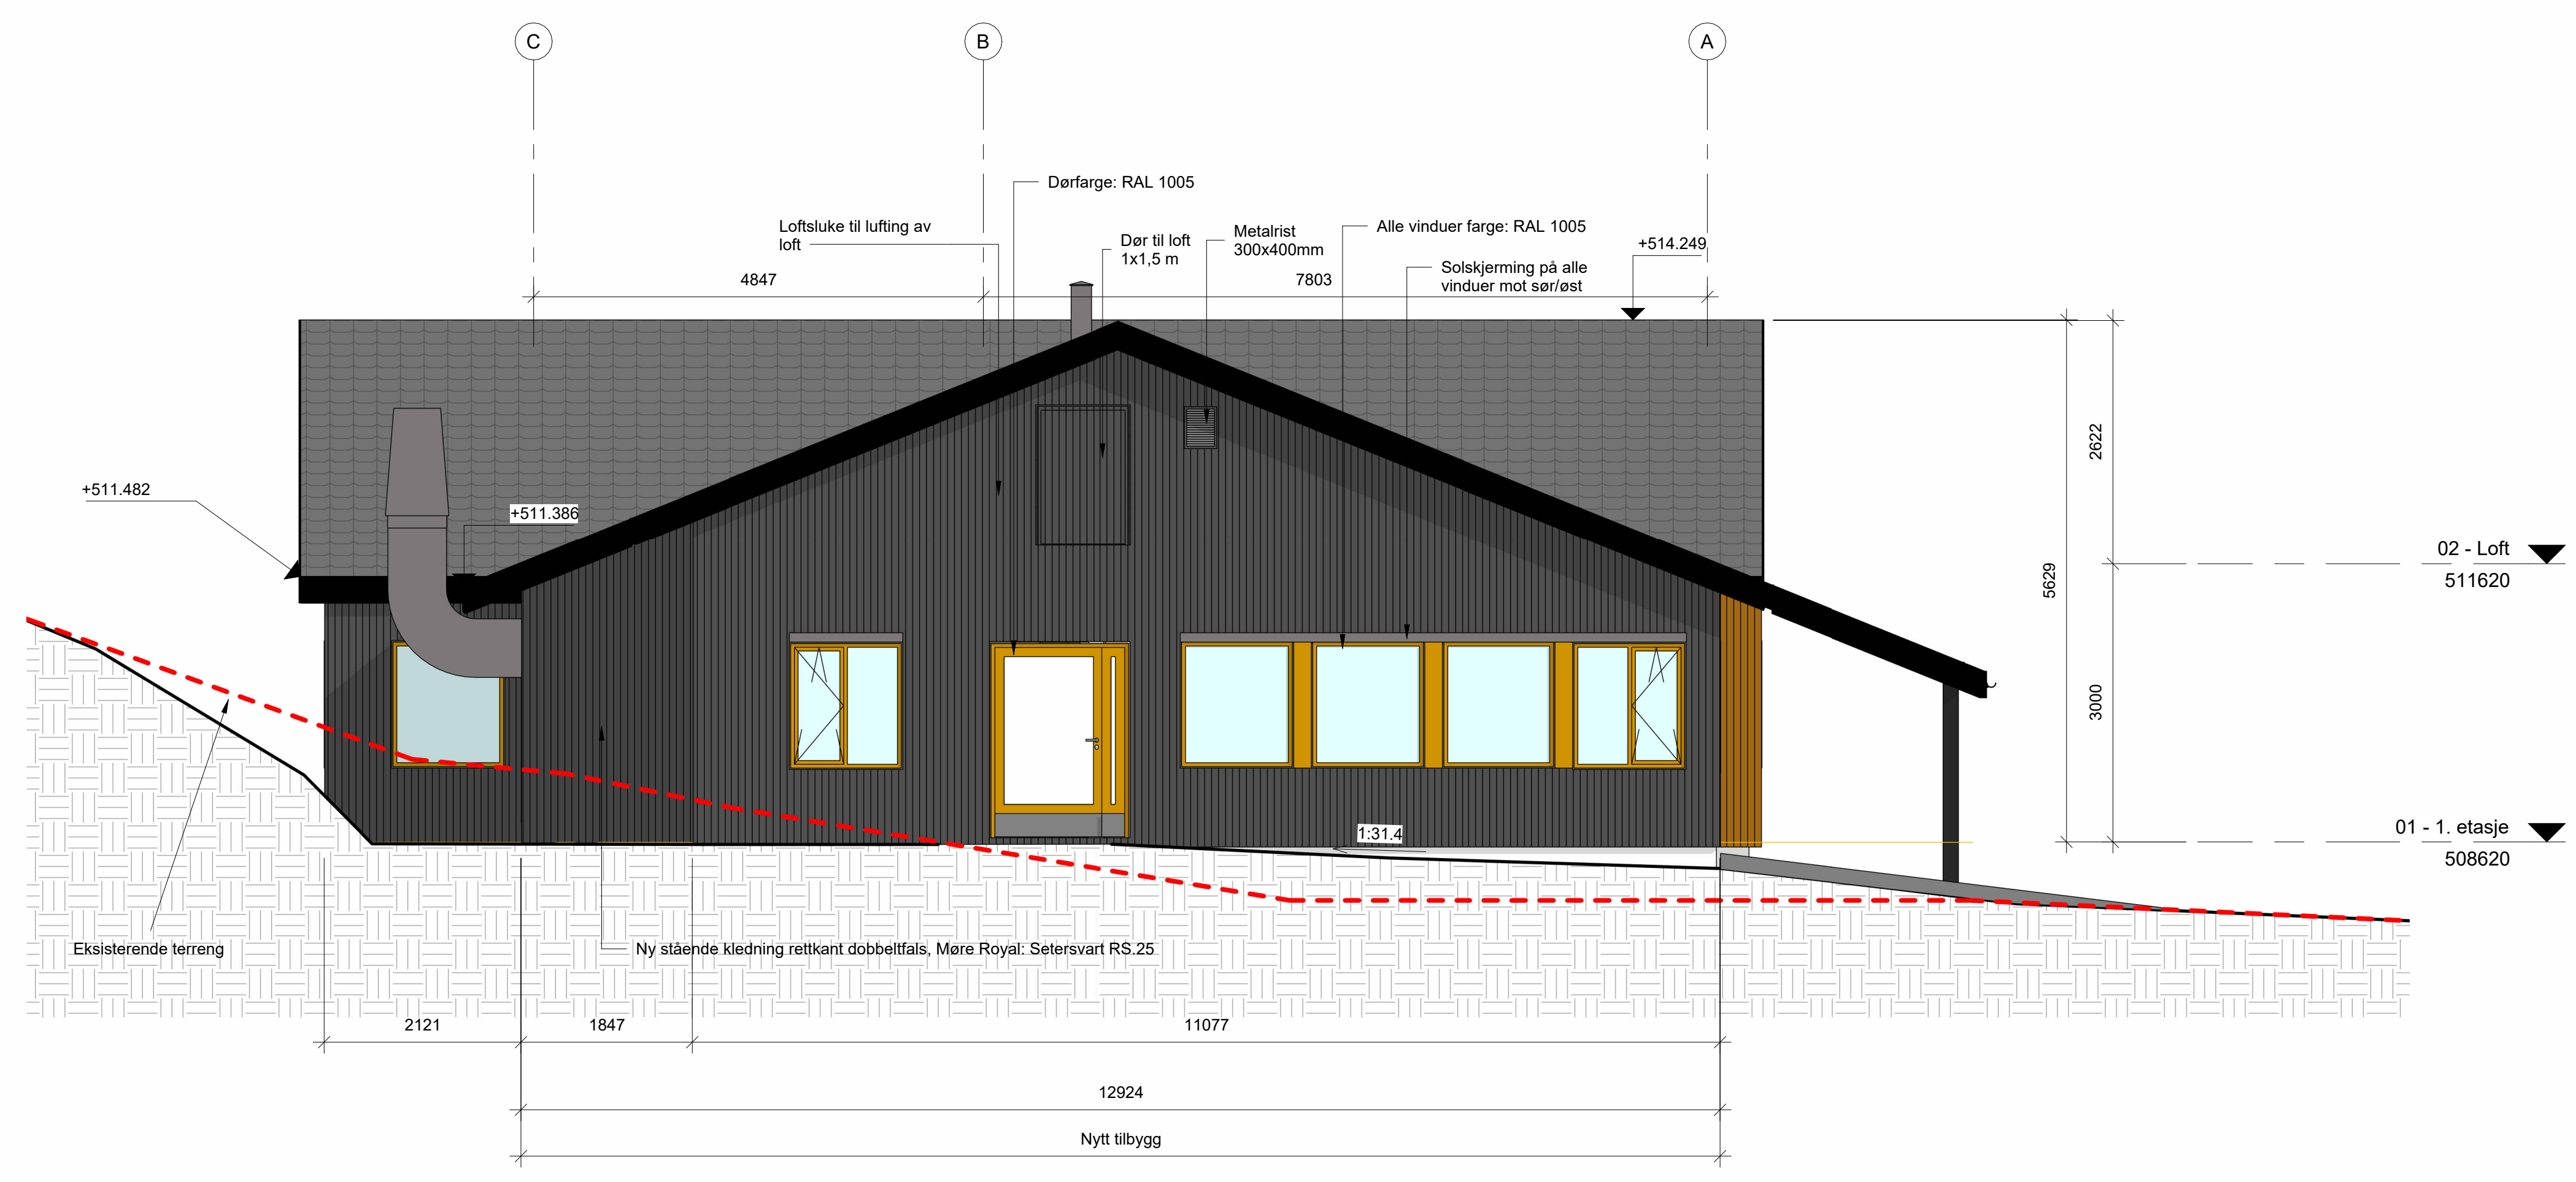 C
B
A
Dørfarge: RAL 1005
Loftsluke til lufting av
loft
Dør til loft
1x1,5 m
Metalrist
300x400mm
Alle vinduer farge: RAL 1005
+514.249
Solskjerming på alle
vinduer mot sør/øst
4847
7803
2622
+511.482
+511.386
02 - Loft
511620
5629
3000
01 - 1. etasje
508620
1:31.4
Eksisterende terreng
Ny stående kledning rettkant dobbeltfals, Møre Royal: Setersvart RS.25
2121
1847
11077
12924
Nytt tilbygg